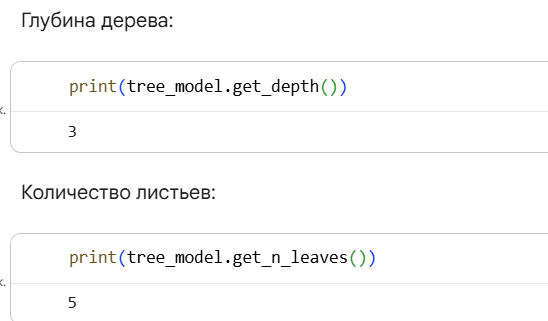 Глубина дерева:
print(tree_model.get_depth())
к.
3
Количество листьев:
print(tree_model.get_n_leaves())
к.
5